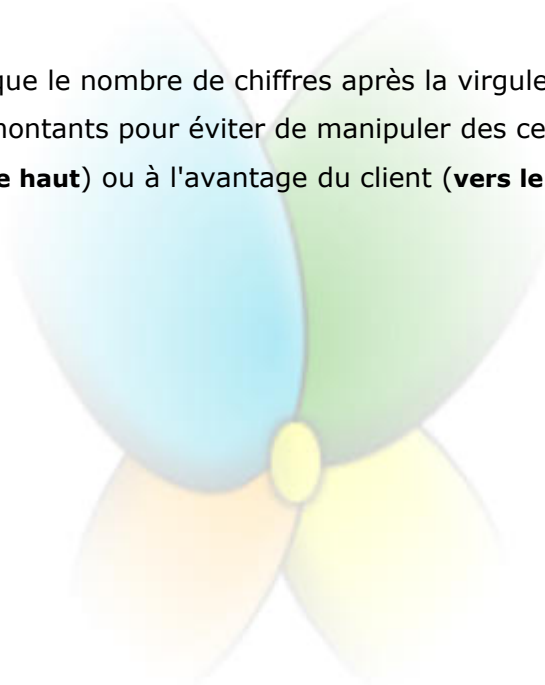 que le nombre de chiffres après la virgule
montants pour éviter de manipuler des ce
e haut) ou à l'avantage du client (vers le